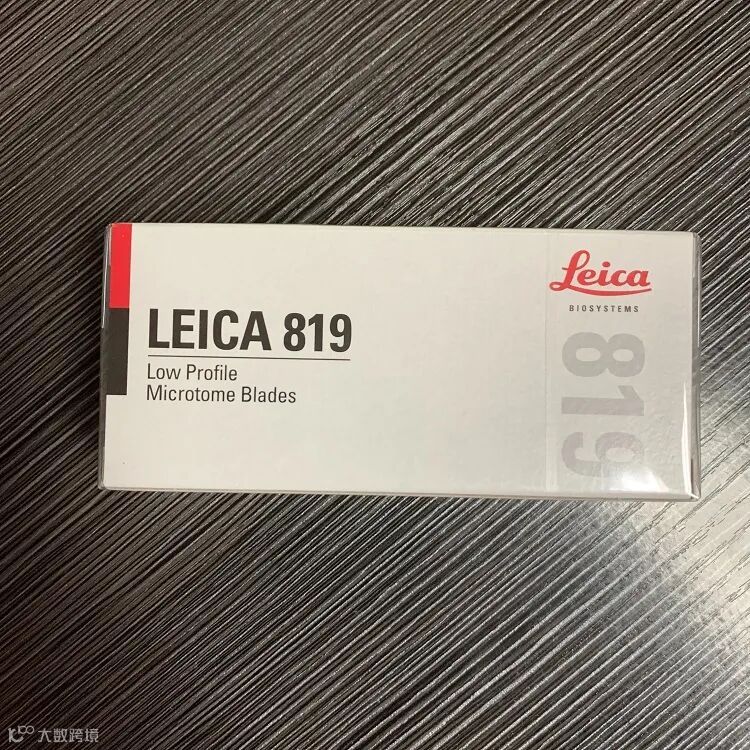 LEICA 819
Low Profile
Microtome Blades
Leica
BIOSYSTEMS
819
大数跨境